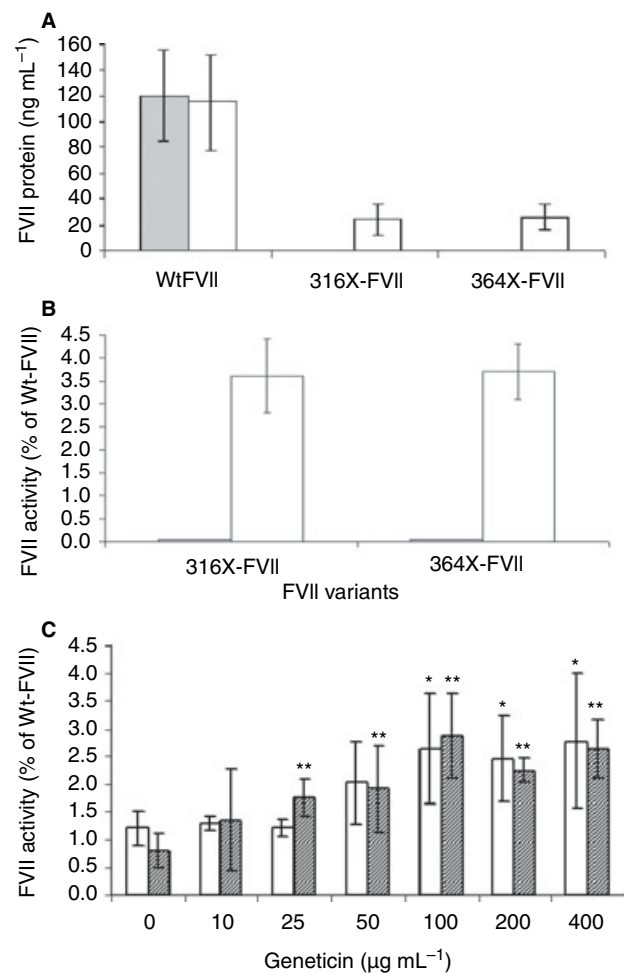 A
FVII protein (ng mL⁻¹)
160
140
120
100
80
60
40
20
0
WtFVII 316X-FVII 364X-FVII
B
FVII activity (% of Wt-FVII)
4.5
4.0
3.5
3.0
2.5
2.0
1.5
1.0
0.5
0.0
316X-FVII 364X-FVII
FVII variants
C
FVII activity (% of Wt-FVII)
4.5
4.0
3.5
3.0
2.5
2.0
1.5
1.0
0.5
0.0
** ** * ** * ** * **
0 10 25 50 100 200 400
Geneticin (μg mL⁻¹)